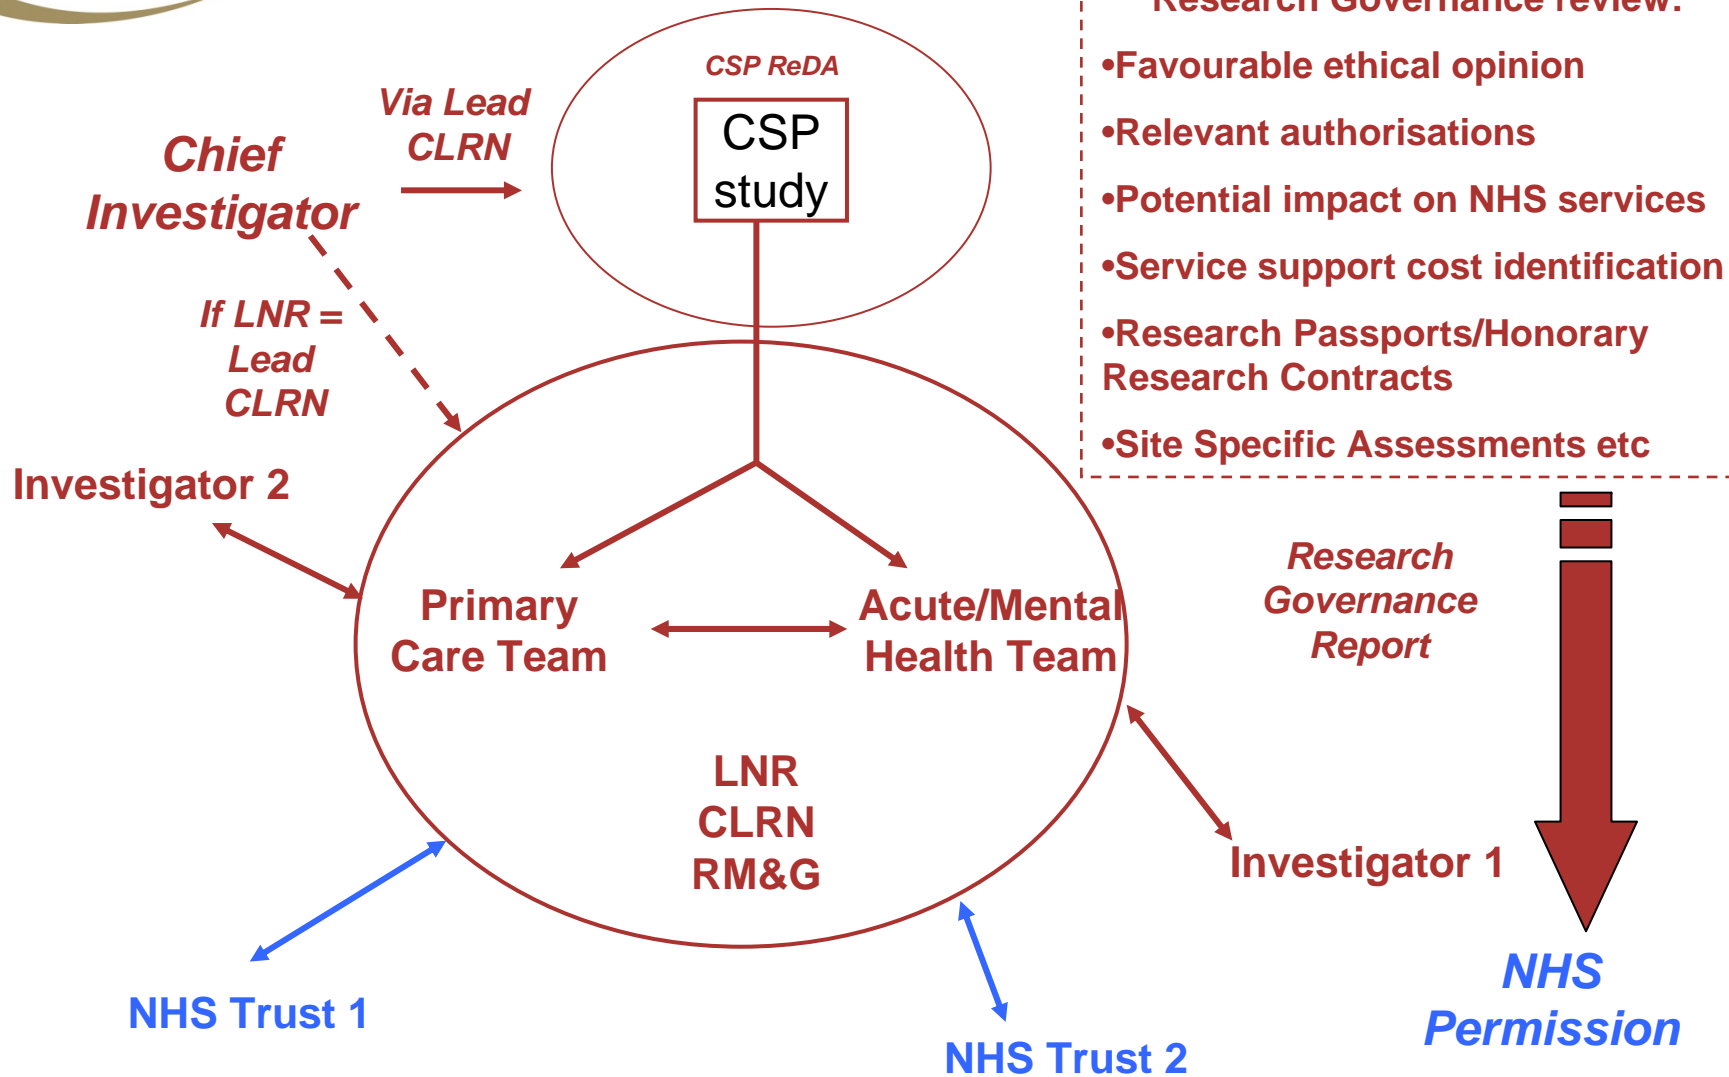 Research Governance review:
•Favourable ethical opinion
•Relevant authorisations
•Potential impact on NHS services
•Service support cost identification
•Research Passports/Honorary
Research Contracts
•Site Specific Assessments etc
CSP ReDA
CSP
study
Via Lead
CLRN
Chief
Investigator
If LNR =
Lead
CLRN
Investigator 2
Primary
Care Team
Acute/Mental
Health Team
LNR
CLRN
RM&G
Research
Governance
Report
Investigator 1
NHS Trust 1
NHS Trust 2
NHS
Permission